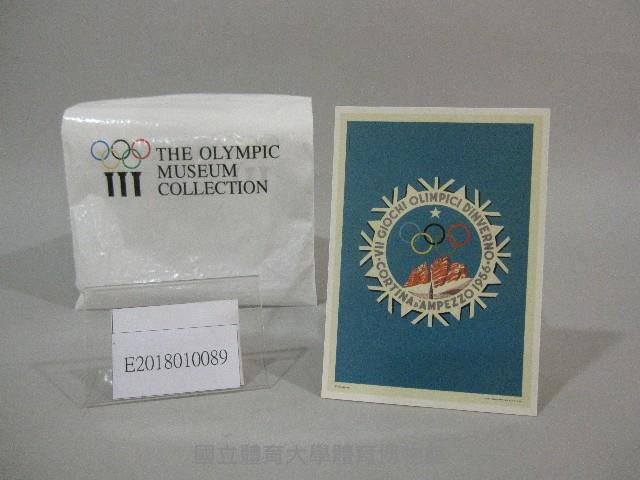 THE OLYMPIC
MUSEUM
COLLECTION
VII GIOCHI OLIMPICI D'INVERNO
CORTINA D'AMPEZZO 1956
E2018010089
國立體育大學體育博物館